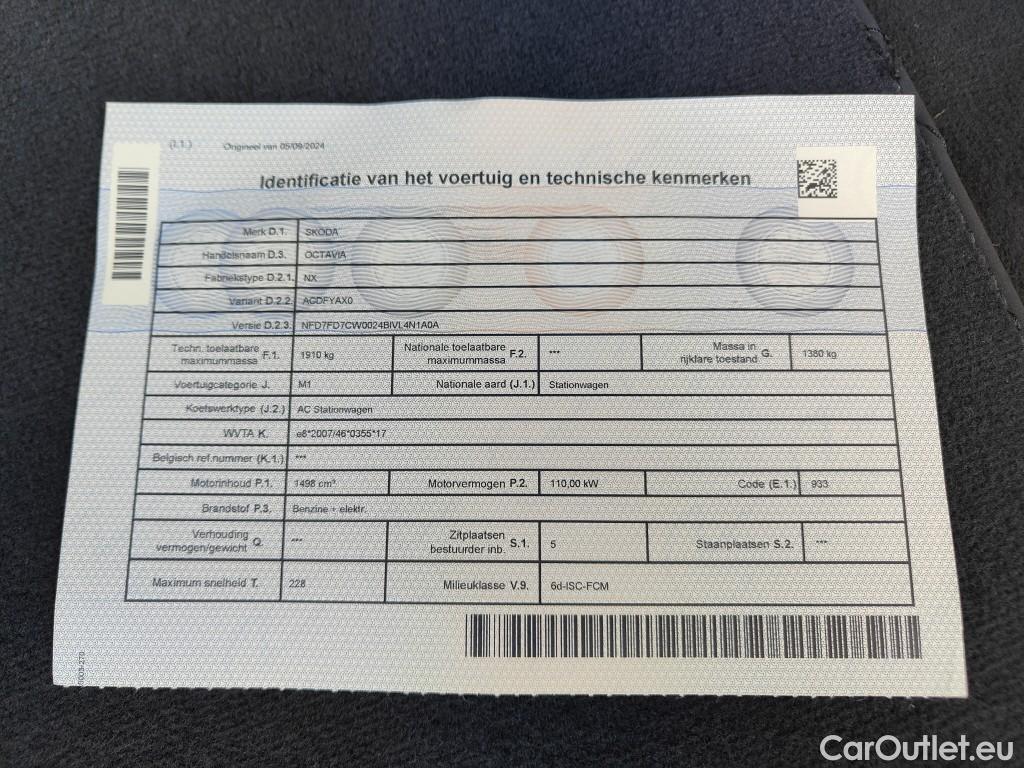 (I.1.) Origineel van 05/09/2024
Identificatie van het voertuig en technische kenmerken
Merk D.1. SKODA
Handelsnaam D.3. OCTAVIA
Fabriekstype D.2.1. NX
Variant D.2.2. ACDFYAX0
Versie D.2.3. NFD7FD7CW0024BIVL4N1A0A
Techn. toelaatbare maximummassa F.1. 1910 kg Nationale toelaatbare maximummassa F.2. *** Massa in rijklare toestand G. 1380 kg
Voertuigcategorie J. M1 Nationale aard (J.1.) Stationwagen
Koetswerktype (J.2.) AC Stationwagen
WVTA K. e8*2007/46*0355*17
Belgisch ref.nummer (K.1.) ***
Motorinhoud P.1. 1498 cm³ Motorvermogen P.2. 110,00 kW Code (E.1.) 933
Brandstof P.3. Benzine + elektr.
Verhouding vermogen/gewicht Q. *** Zitplaatsen bestuurder inb. S.1. 5 Staanplaatsen S.2. ***
Maximum snelheid T. 228 Milieuklasse V.9. 6d-ISC-FCM
CarOutlet.eu